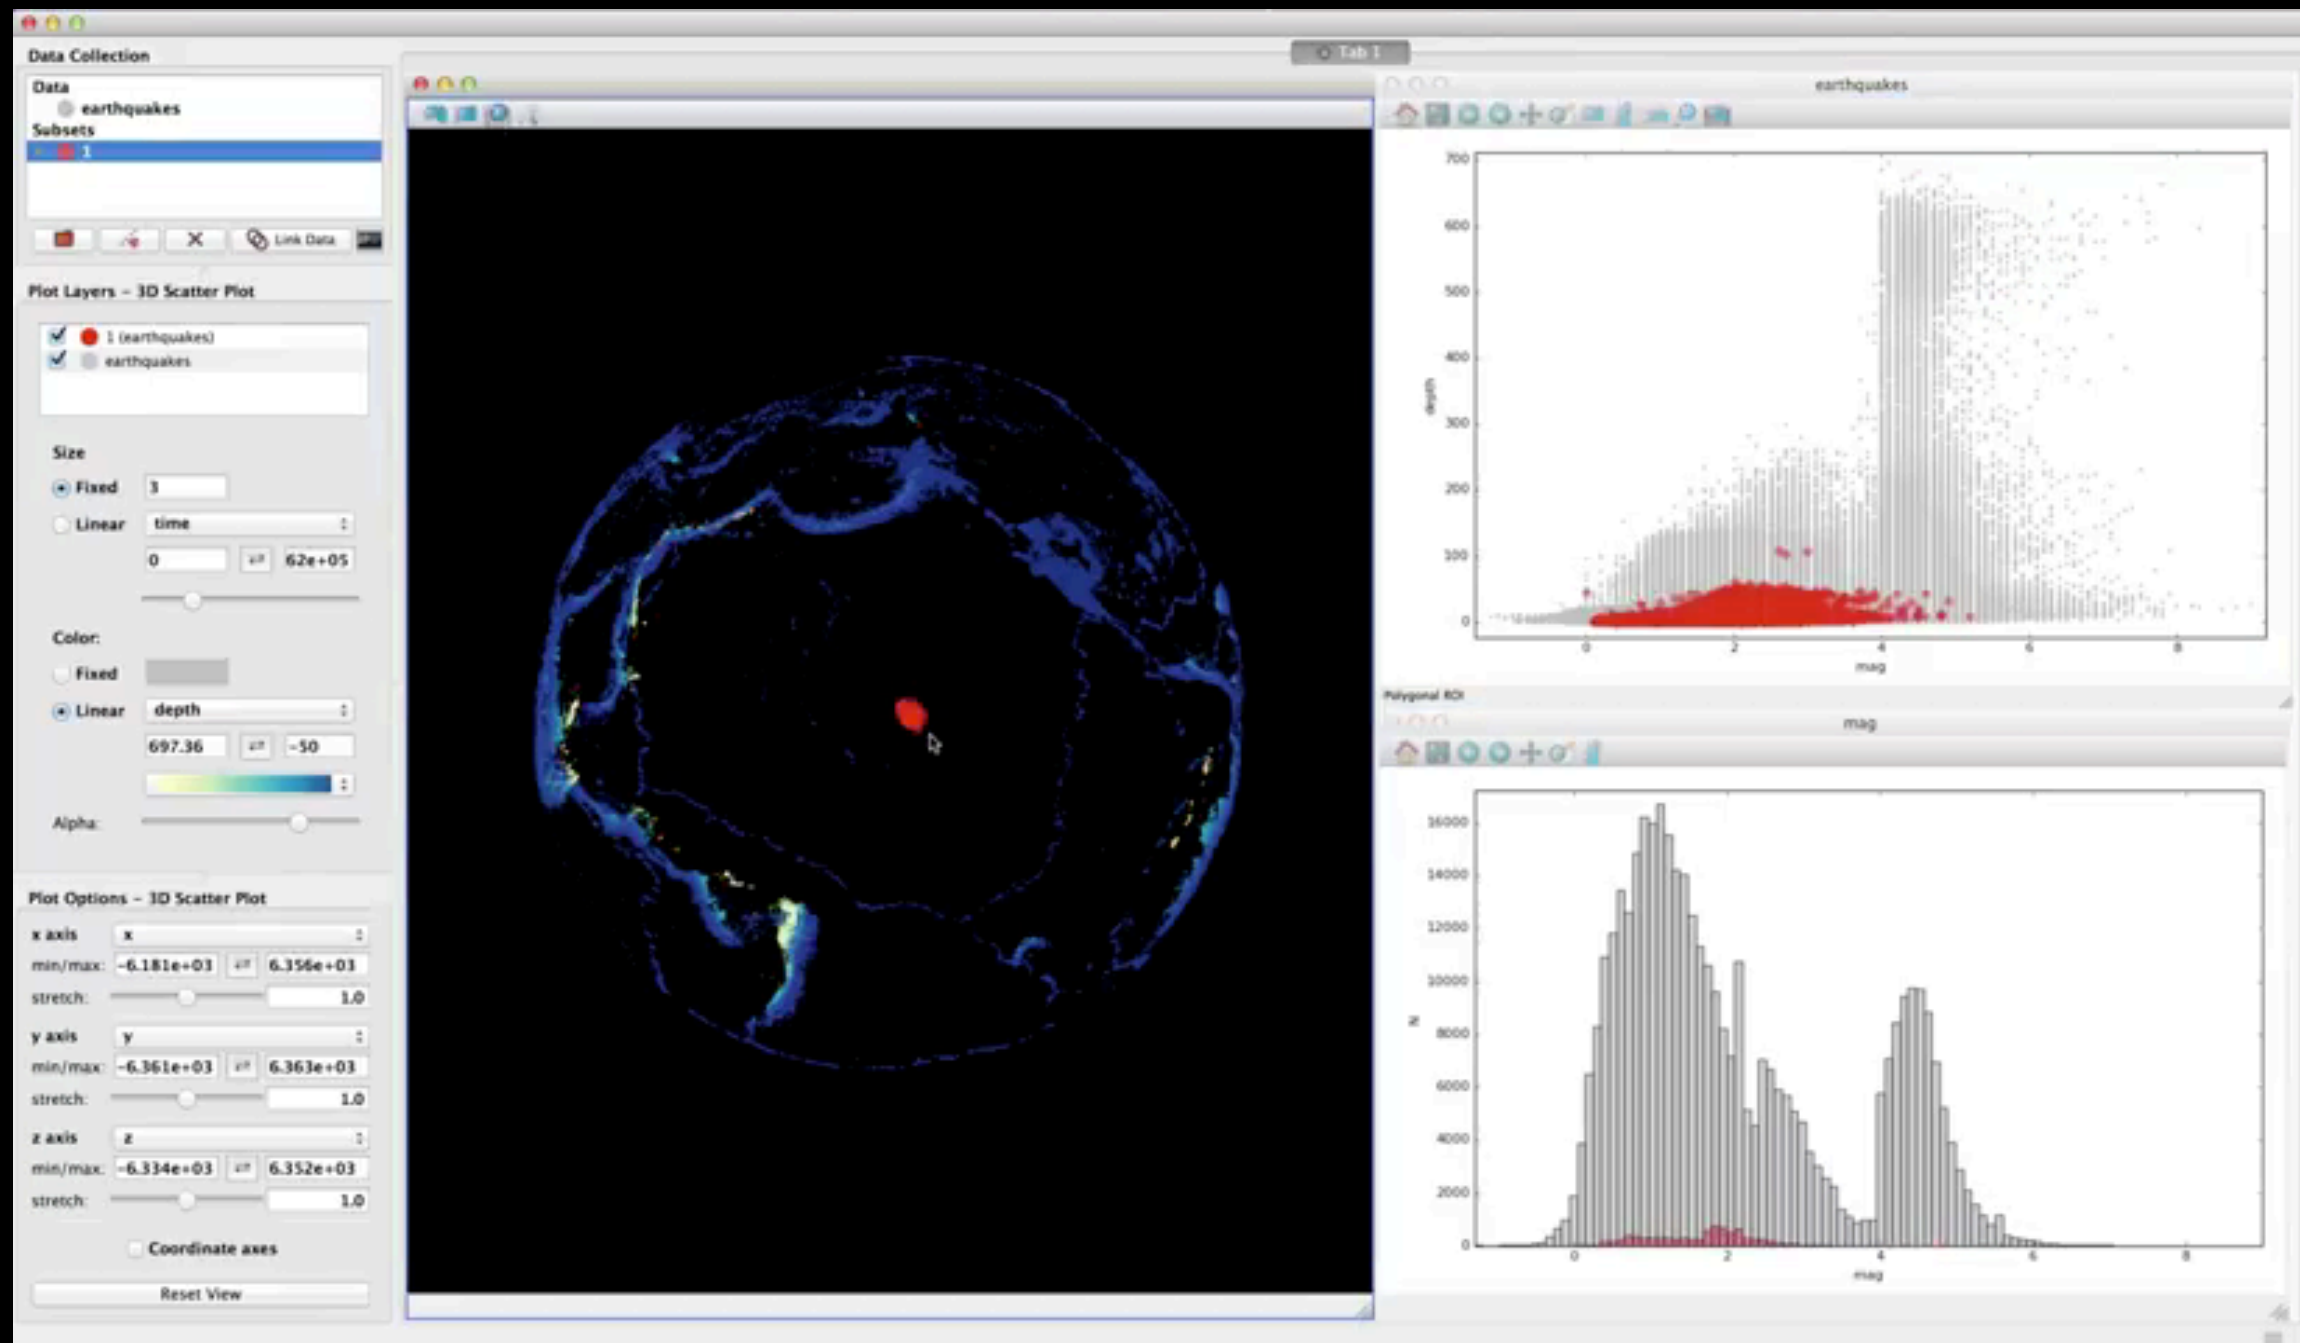 Data Collection
Data
earthquakes
Subsets
1
Link Data
Plot Layers - 3D Scatter Plot
1 (earthquakes)
earthquakes
Size
Fixed 3
Linear time
0 62e+05
Color:
Fixed
Linear depth
697.36 -50
Alpha:
Plot Options - 3D Scatter Plot
x axis x
min/max: -6.181e+03 6.356e+03
stretch: 1.0
y axis y
min/max: -6.361e+03 6.363e+03
stretch: 1.0
z axis z
min/max: -6.334e+03 6.352e+03
stretch: 1.0
Coordinate axes
Reset View
Tab 1
earthquakes
700
600
500
400
300
200
100
0
depth
0 2 4 6 8
mag
Polygonal ROI
mag
16000
14000
12000
10000
8000
6000
4000
2000
0
N
0 2 4 6 8
mag